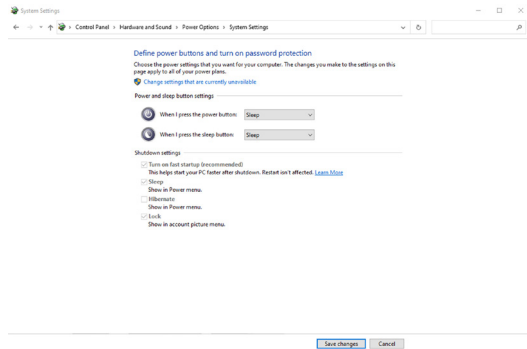 System Settings
Control Panel > Hardware and Sound > Power Options > System Settings
Define power buttons and turn on password protection
Choose the power settings that you want for your computer. The changes you make to the settings on this
page apply to all of your power plans.
Change settings that are currently unavailable
Power and sleep button settings
When I press the power button: Sleep
When I press the sleep button: Sleep
Shutdown settings
Turn on fast startup (recommended)
This helps start your PC faster after shutdown. Restart isn't affected. Learn More
Sleep
Show in Power menu.
Hibernate
Show in Power menu.
Lock
Show in account picture menu.
Save changes Cancel